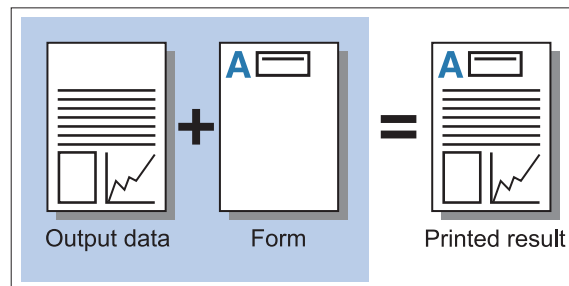 A
A
Output data
Form
Printed result